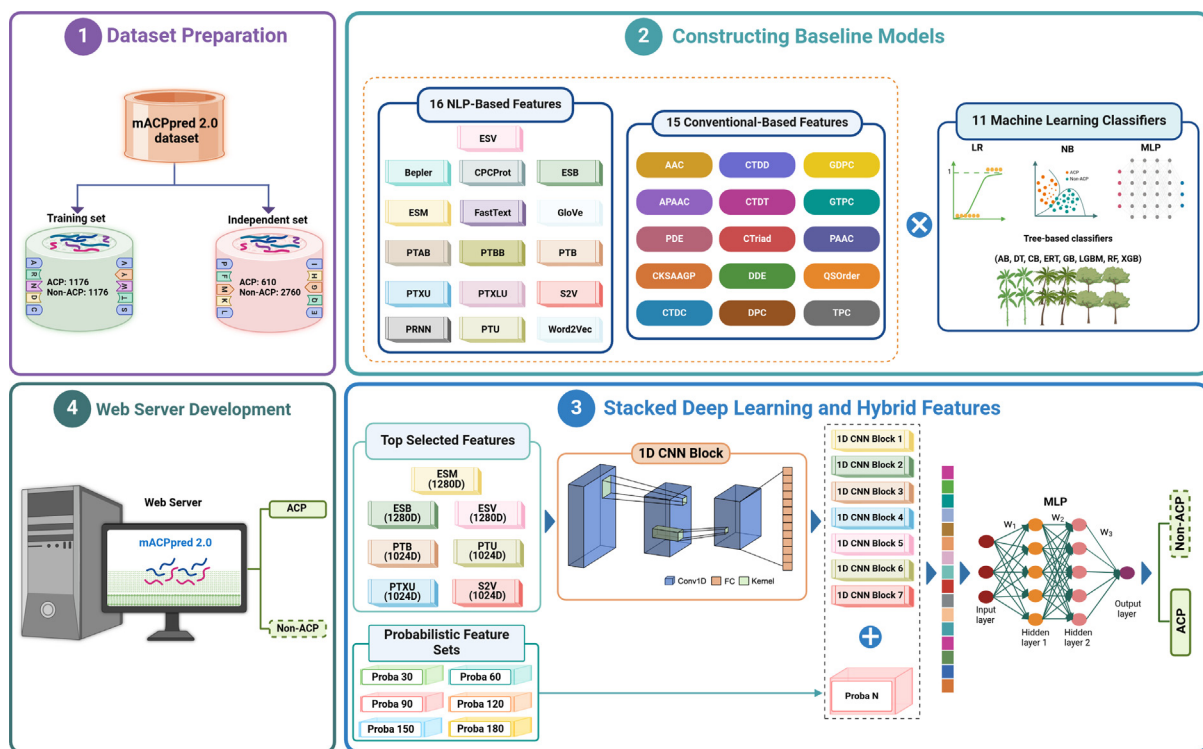 1 Dataset Preparation
mACPpred 2.0
dataset
Training set
Independent set
ACP: 1176
Non-ACP: 1176
A
R
N
D
C
A
Y
W
T
S
ACP: 610
Non-ACP: 2760
P
F
M
K
L
I
H
G
Q
E
2 Constructing Baseline Models
16 NLP-Based Features
ESV
Bepler CPCProt ESB
ESM FastText GloVe
PTAB PTBB PTB
PTXU PTXLU S2V
PRNN PTU Word2Vec
15 Conventional-Based Features
AAC CTDD GDPC
APAAC CTDT GTPC
PDE CTriad PAAC
CKSAAGP DDE QSOrder
CTDC DPC TPC
11 Machine Learning Classifiers
LR NB MLP
1
ACP
Non-ACP
Tree-based classifiers
(AB, DT, CB, ERT, GB, LGBM, RF, XGB)
4 Web Server Development
Web Server
mACPpred 2.0
ACP
Non-ACP
3 Stacked Deep Learning and Hybrid Features
Top Selected Features
ESM
(1280D)
ESB
(1280D)
ESV
(1280D)
PTB
(1024D)
PTU
(1024D)
PTXU
(1024D)
S2V
(1024D)
Probabilistic Feature
Sets
Proba 30 Proba 60
Proba 90 Proba 120
Proba 150 Proba 180
1D CNN Block
Conv1D FC Kernel
1D CNN Block 1
1D CNN Block 2
1D CNN Block 3
1D CNN Block 4
1D CNN Block 5
1D CNN Block 6
1D CNN Block 7
Proba N
MLP
W1 W2 W3
Input
layer
Hidden
layer 1
Hidden
layer 2
Output
layer
Non-ACP
ACP